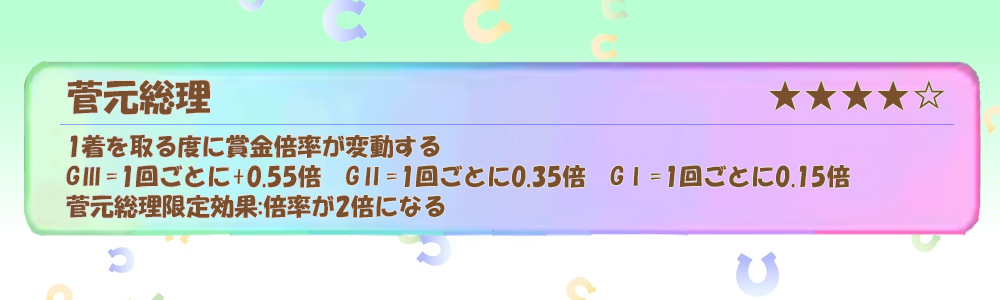 菅元総理 ★★★★☆
1着を取る度に賞金倍率が変動する
GⅢ=1回ごとに+0.55倍　GⅡ=1回ごとに0.35倍　GⅠ=1回ごとに0.15倍
菅元総理限定効果:倍率が2倍になる